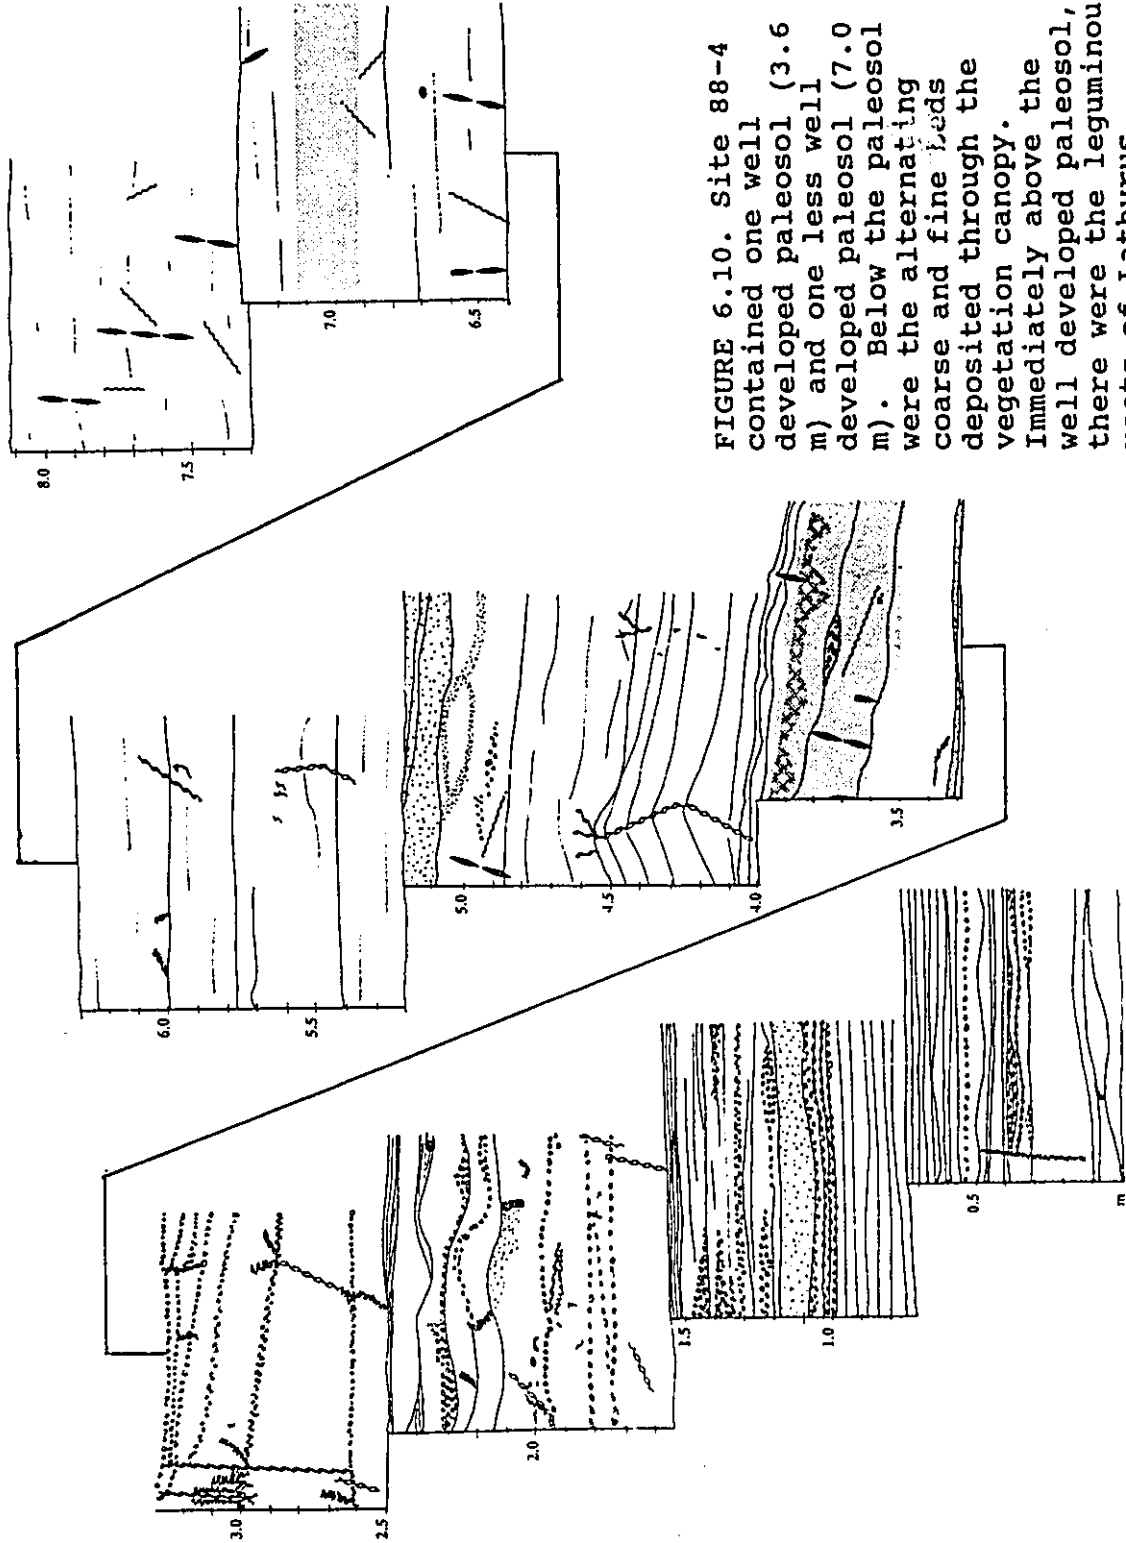 8.0
7.5
7.0
6.5
6.0
5.5
5.0
4.5
4.0
3.5
3.0
2.5
2.0
1.5
1.0
0.5
m
FIGURE 6.10. Site 88-4
contained one well
developed paleosol (3.6
m) and one less well
developed paleosol (7.0
m). Below the paleosol
were the alternating
coarse and fine beds
deposited through the
vegetation canopy.
Immediately above the
well developed paleosol,
there were the leguminou
of Lathyrus